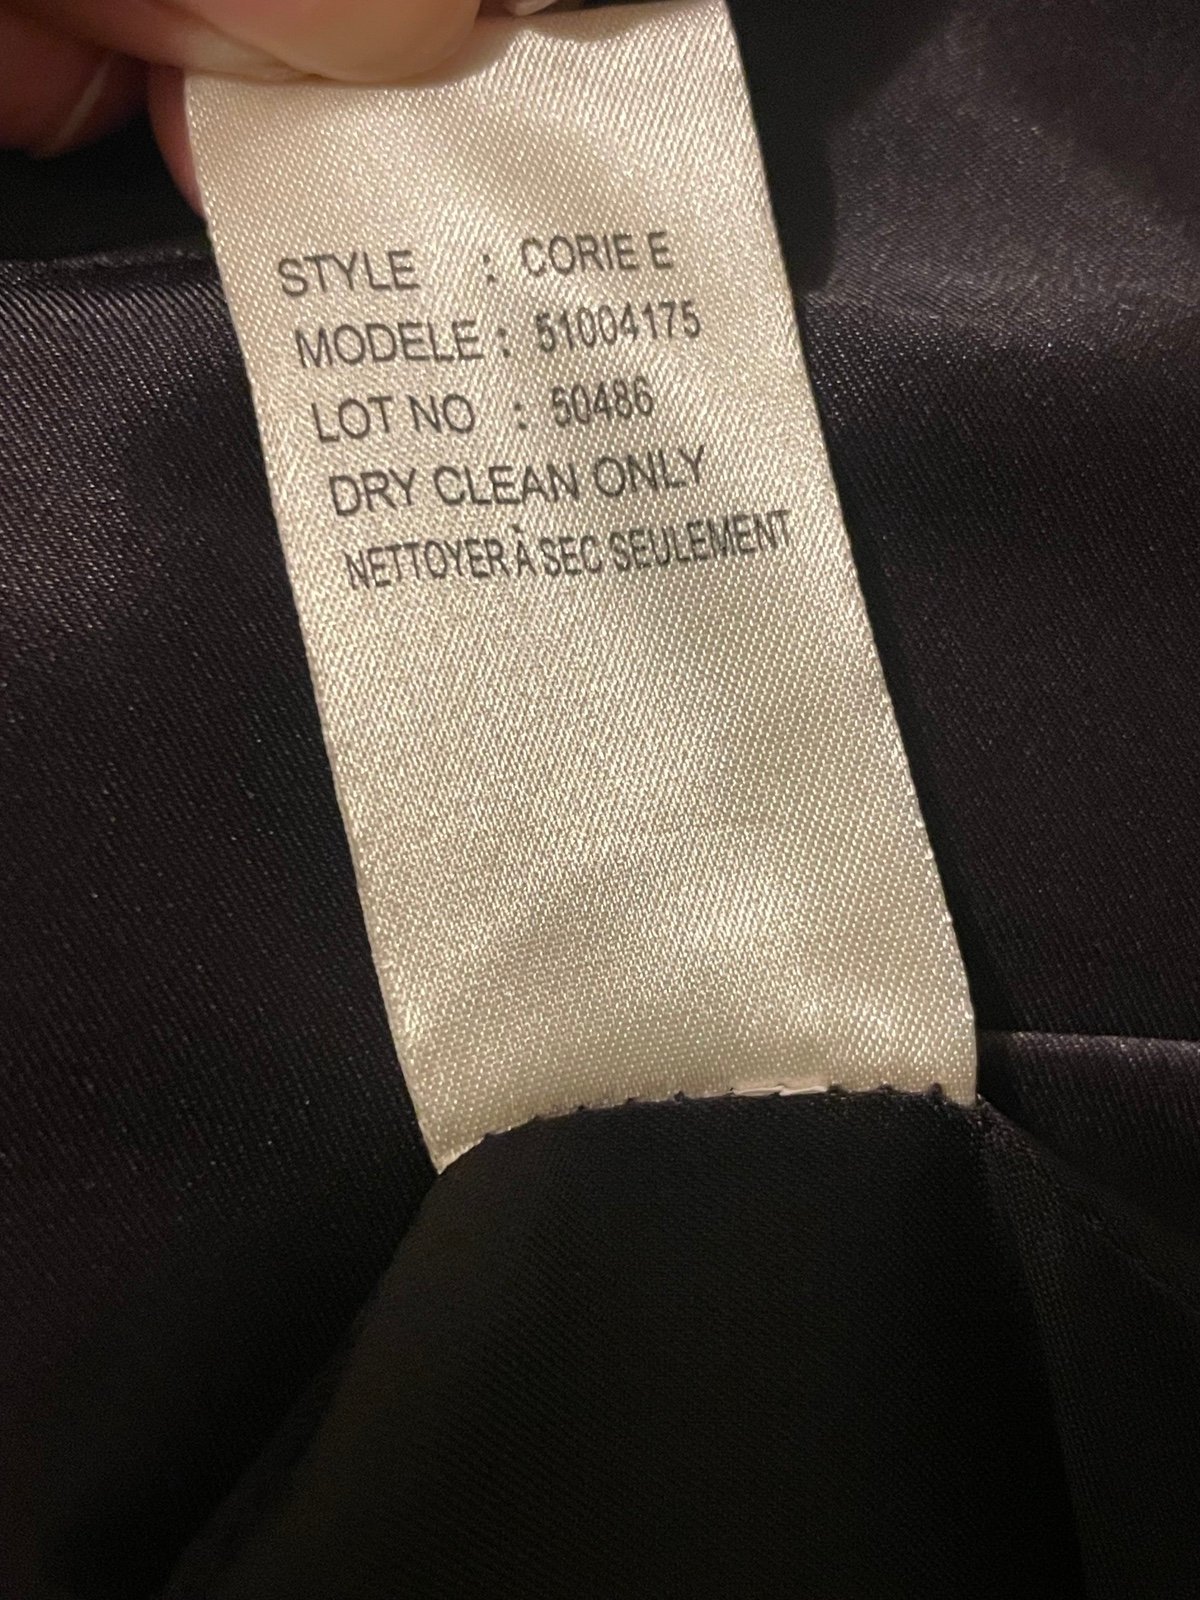 STYLE : CORIE E
MODELE : 51004175
LOT NO : 50486
DRY CLEAN ONLY
NETTOYER À SEC SEULEMENT